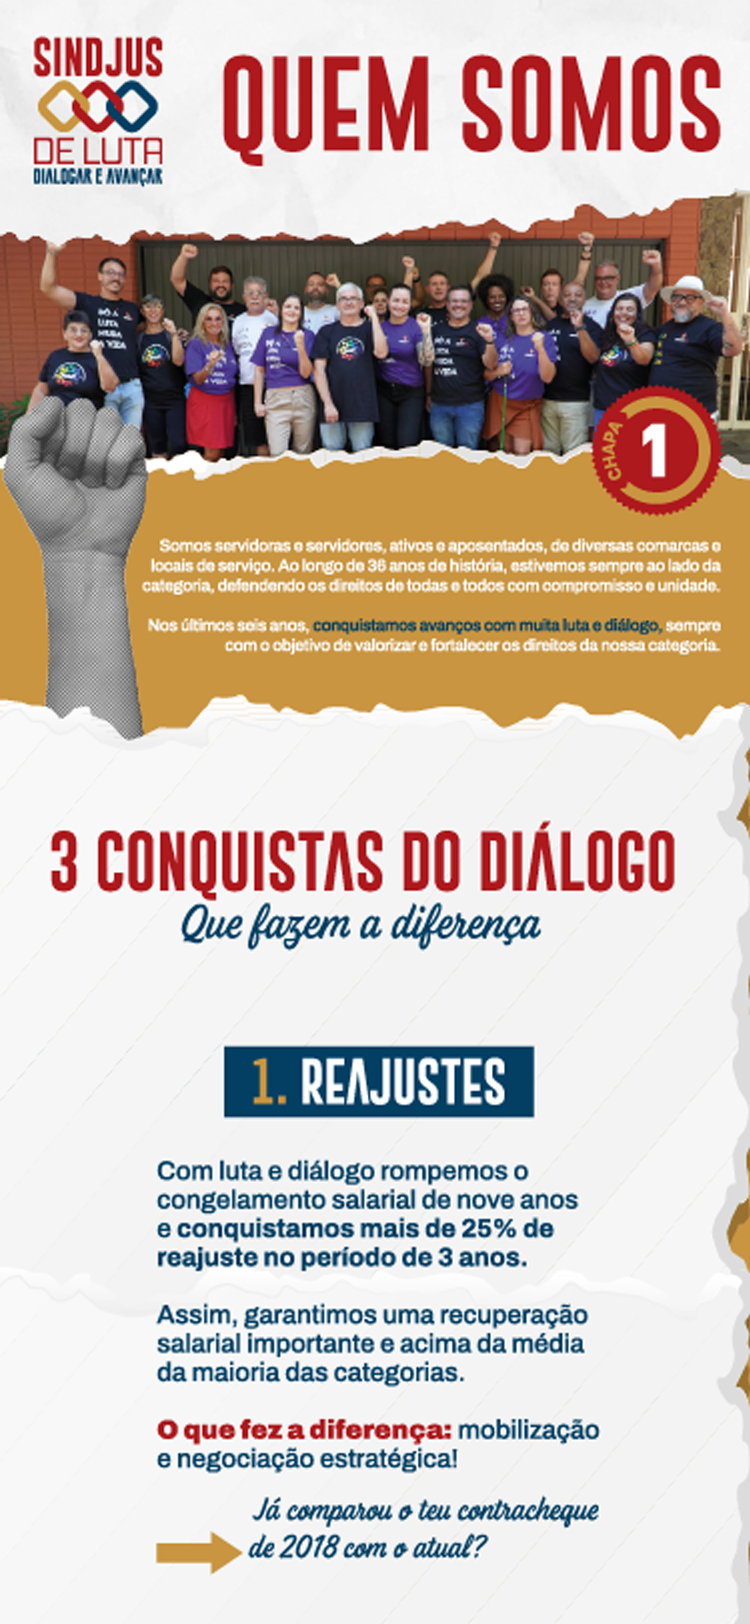 SINDJUS
DE LUTA
DIALOGAR E AVANÇAR
QUEM SOMOS
CHAPA
1
Somos servidoras e servidores, ativos e aposentados, de diversas comarcas e
locais de serviço. Ao longo de 36 anos de história, estivemos sempre ao lado da
categoria, defendendo os direitos de todas e todos com compromisso e unidade.
Nos últimos seis anos, conquistamos avanços com muita luta e diálogo, sempre
com o objetivo de valorizar e fortalecer os direitos da nossa categoria.
3 CONQUISTAS DO DIÁLOGO
Que fazem a diferença
1. REAJUSTES
Com luta e diálogo rompemos o
congelamento salarial de nove anos
e conquistamos mais de 25% de
reajuste no período de 3 anos.
Assim, garantimos uma recuperação
salarial importante e acima da média
da maioria das categorias.
O que fez a diferença: mobilização
e negociação estratégica!
Já comparou o teu contracheque
de 2018 com o atual?